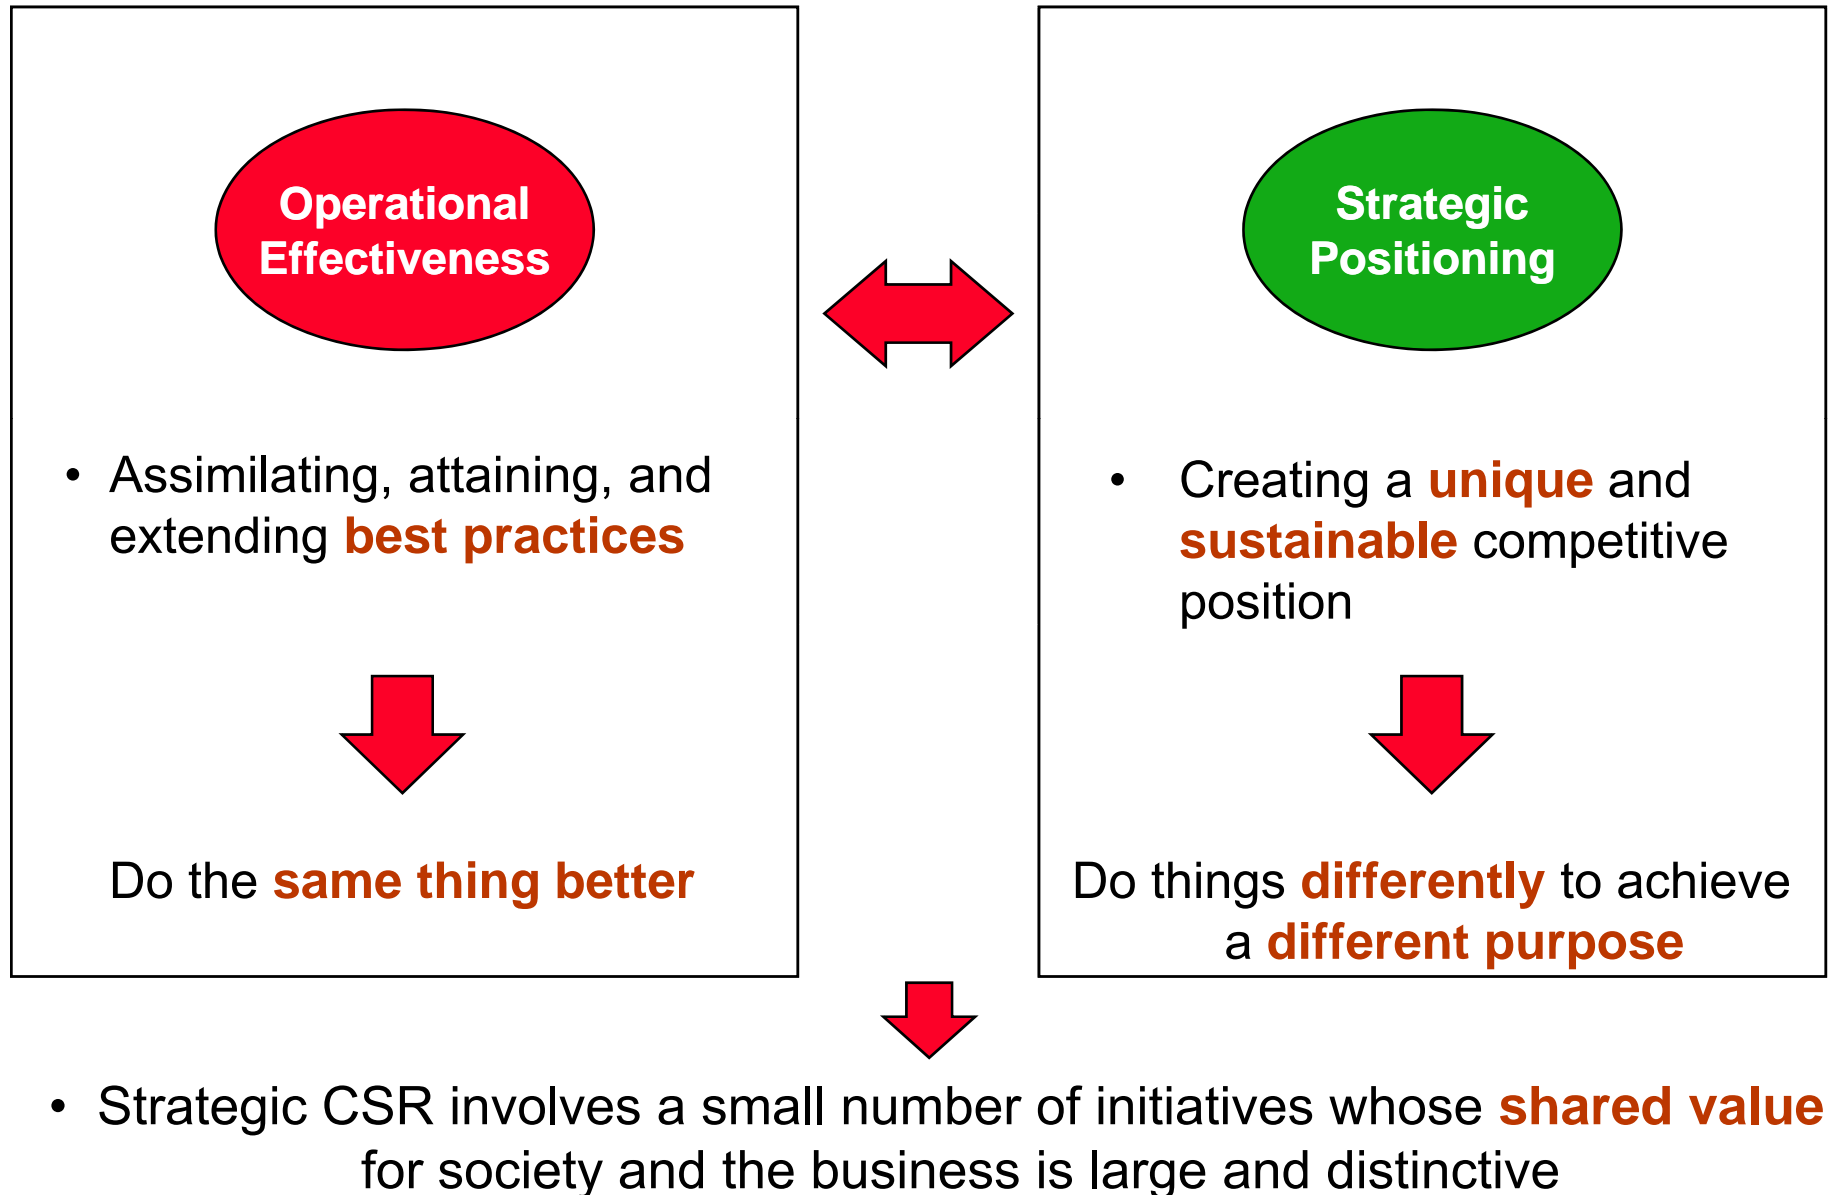 Operational
Effectiveness
• Assimilating, attaining, and
extending best practices
Do the same thing better
Strategic
Positioning
• Creating a unique and
sustainable competitive
position
Do things differently to achieve
a different purpose
• Strategic CSR involves a small number of initiatives whose shared value
for society and the business is large and distinctive